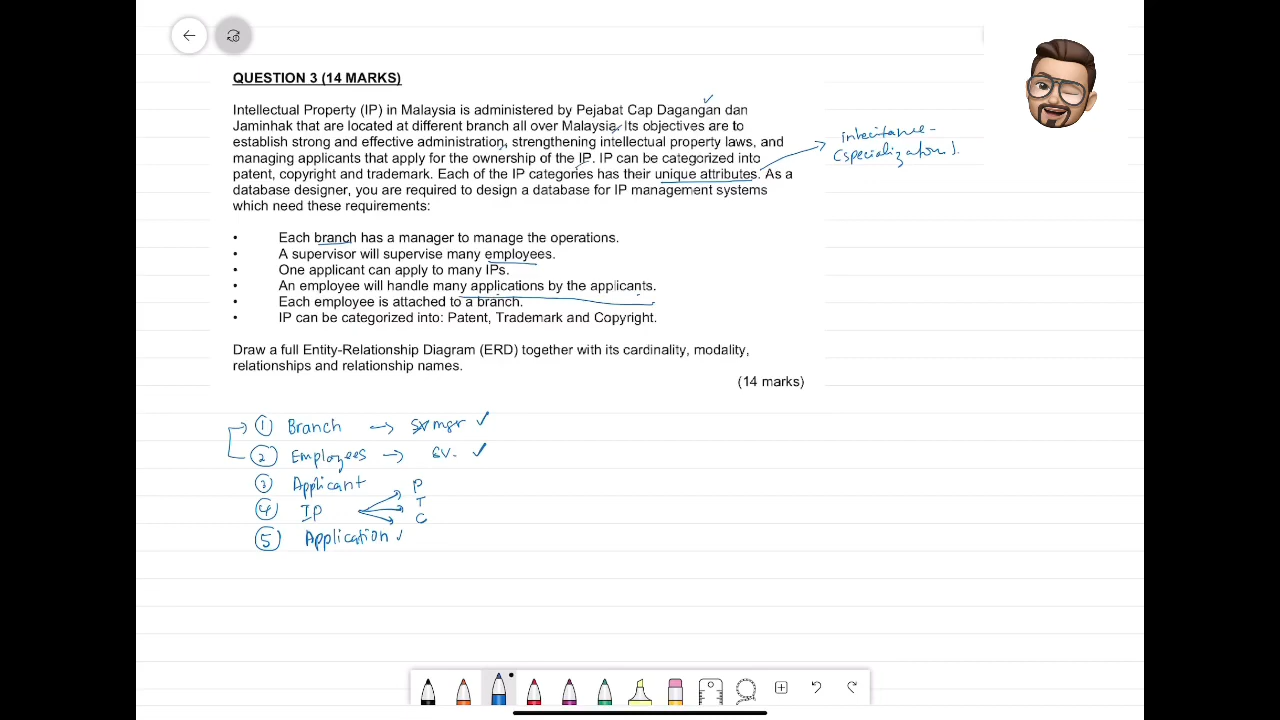 QUESTION 3 (14 MARKS)
Intellectual Property (IP) in Malaysia is administered by Pejabat Cap Dagangan dan
Jaminhak that are located at different branch all over Malaysia. Its objectives are to
establish strong and effective administration, strengthening intellectual property laws, and
managing applicants that apply for the ownership of the IP. IP can be categorized into
patent, copyright and trademark. Each of the IP categories has their unique attributes. As a
database designer, you are required to design a database for IP management systems
which need these requirements:
inheritance -
(specialization).
• Each branch has a manager to manage the operations.
• A supervisor will supervise many employees.
• One applicant can apply to many IPs.
• An employee will handle many applications by the applicants.
• Each employee is attached to a branch.
• IP can be categorized into: Patent, Trademark and Copyright.
Draw a full Entity-Relationship Diagram (ERD) together with its cardinality, modality,
relationships and relationship names.
(14 marks)
① Branch → mgr ✓
② Employees → sv. ✓
③ Applicant
④ IP → P
T
C
⑤ Application ✓